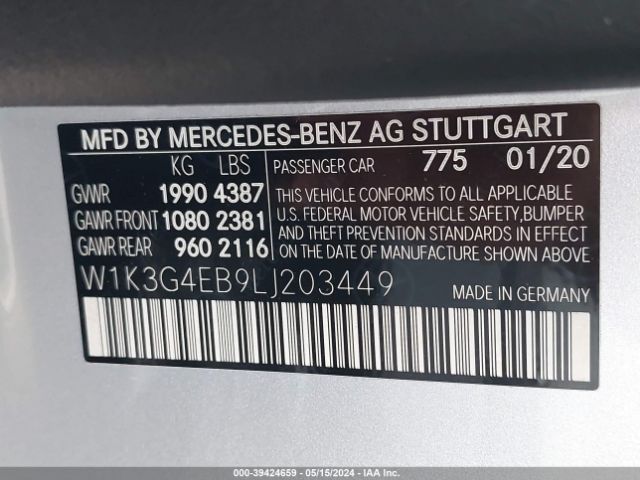 MFD BY MERCEDES-BENZ AG STUTTGART
KG LBS
GVWR 1990 4387
GAWR FRONT 1080 2381
GAWR REAR 960 2116
PASSENGER CAR 775 01/20
THIS VEHICLE CONFORMS TO ALL APPLICABLE
U.S. FEDERAL MOTOR VEHICLE SAFETY, BUMPER
AND THEFT PREVENTION STANDARDS IN EFFECT
ON THE DATE OF MANUFACTURE SHOWN ABOVE.
W1K3G4EB9LJ203449
MADE IN GERMANY
000-39424659 - 05/15/2024 - IAA Inc.